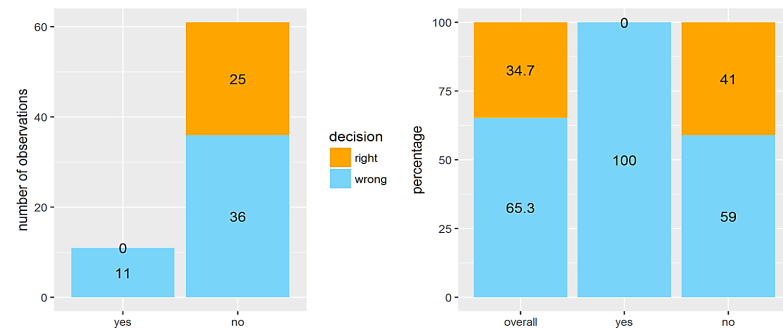 number of observations
60
40
20
0
25
36
0
11
yes
no
decision
right
wrong
percentage
100
75
50
25
0
34.7
65.3
0
100
41
59
overall
yes
no